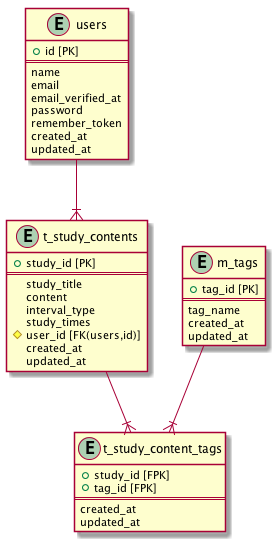 E users
id [PK]
name
email
email_verified_at
password
remember_token
created_at
updated_at
E t_study_contents
study_id [PK]
study_title
content
interval_type
study_times
user_id [FK(users,id)]
created_at
updated_at
E m_tags
tag_id [PK]
tag_name
created_at
updated_at
E t_study_content_tags
study_id [FPK]
tag_id [FPK]
created_at
updated_at